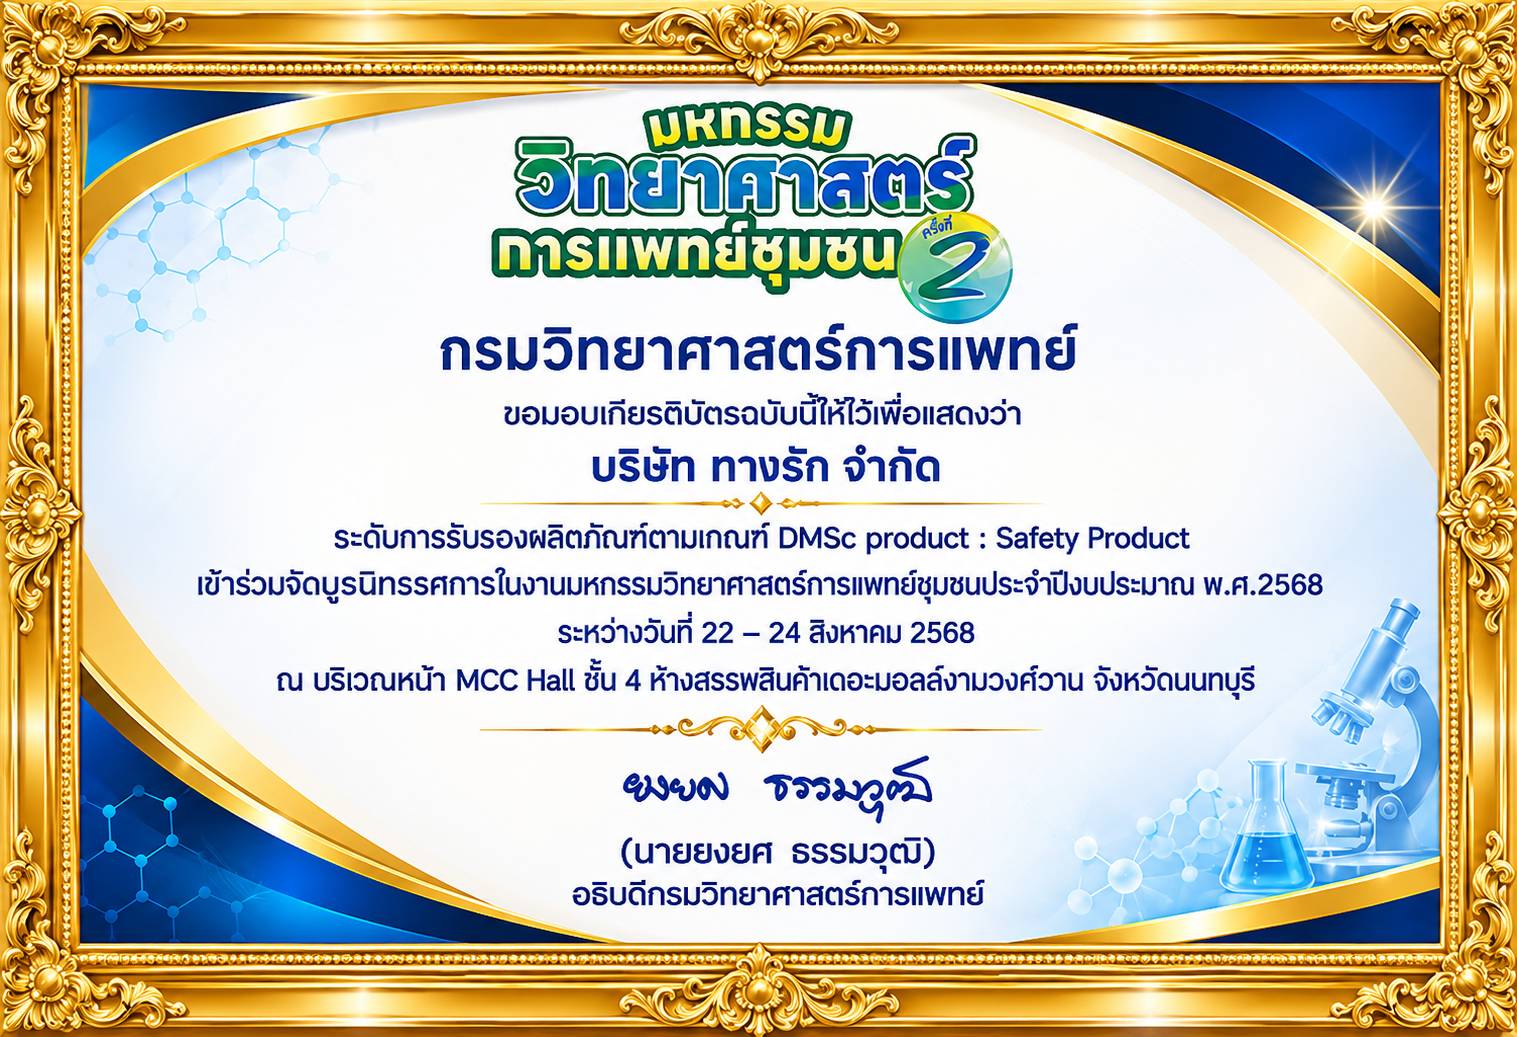 มหกรรม
วิทยาศาสตร์
การแพทย์ชุมชน
ครั้งที่ 2
กรมวิทยาศาสตร์การแพทย์
ขอมอบเกียรติบัตรฉบับนี้ให้ไว้เพื่อแสดงว่า
บริษัท ทางรัก จำกัด
ระดับการรับรองผลิตภัณฑ์ตามเกณฑ์ DMSc product : Safety Product
เข้าร่วมจัดบูธนิทรรศการในงานมหกรรมวิทยาศาสตร์การแพทย์ชุมชนประจำปีงบประมาณ พ.ศ.2568
ระหว่างวันที่ 22 – 24 สิงหาคม 2568
ณ บริเวณหน้า MCC Hall ชั้น 4 ห้างสรรพสินค้าเดอะมอลล์งามวงศ์วาน จังหวัดนนทบุรี
ยงยศ ธรรมวุฒิ
(นายยงยศ ธรรมวุฒิ)
อธิบดีกรมวิทยาศาสตร์การแพทย์